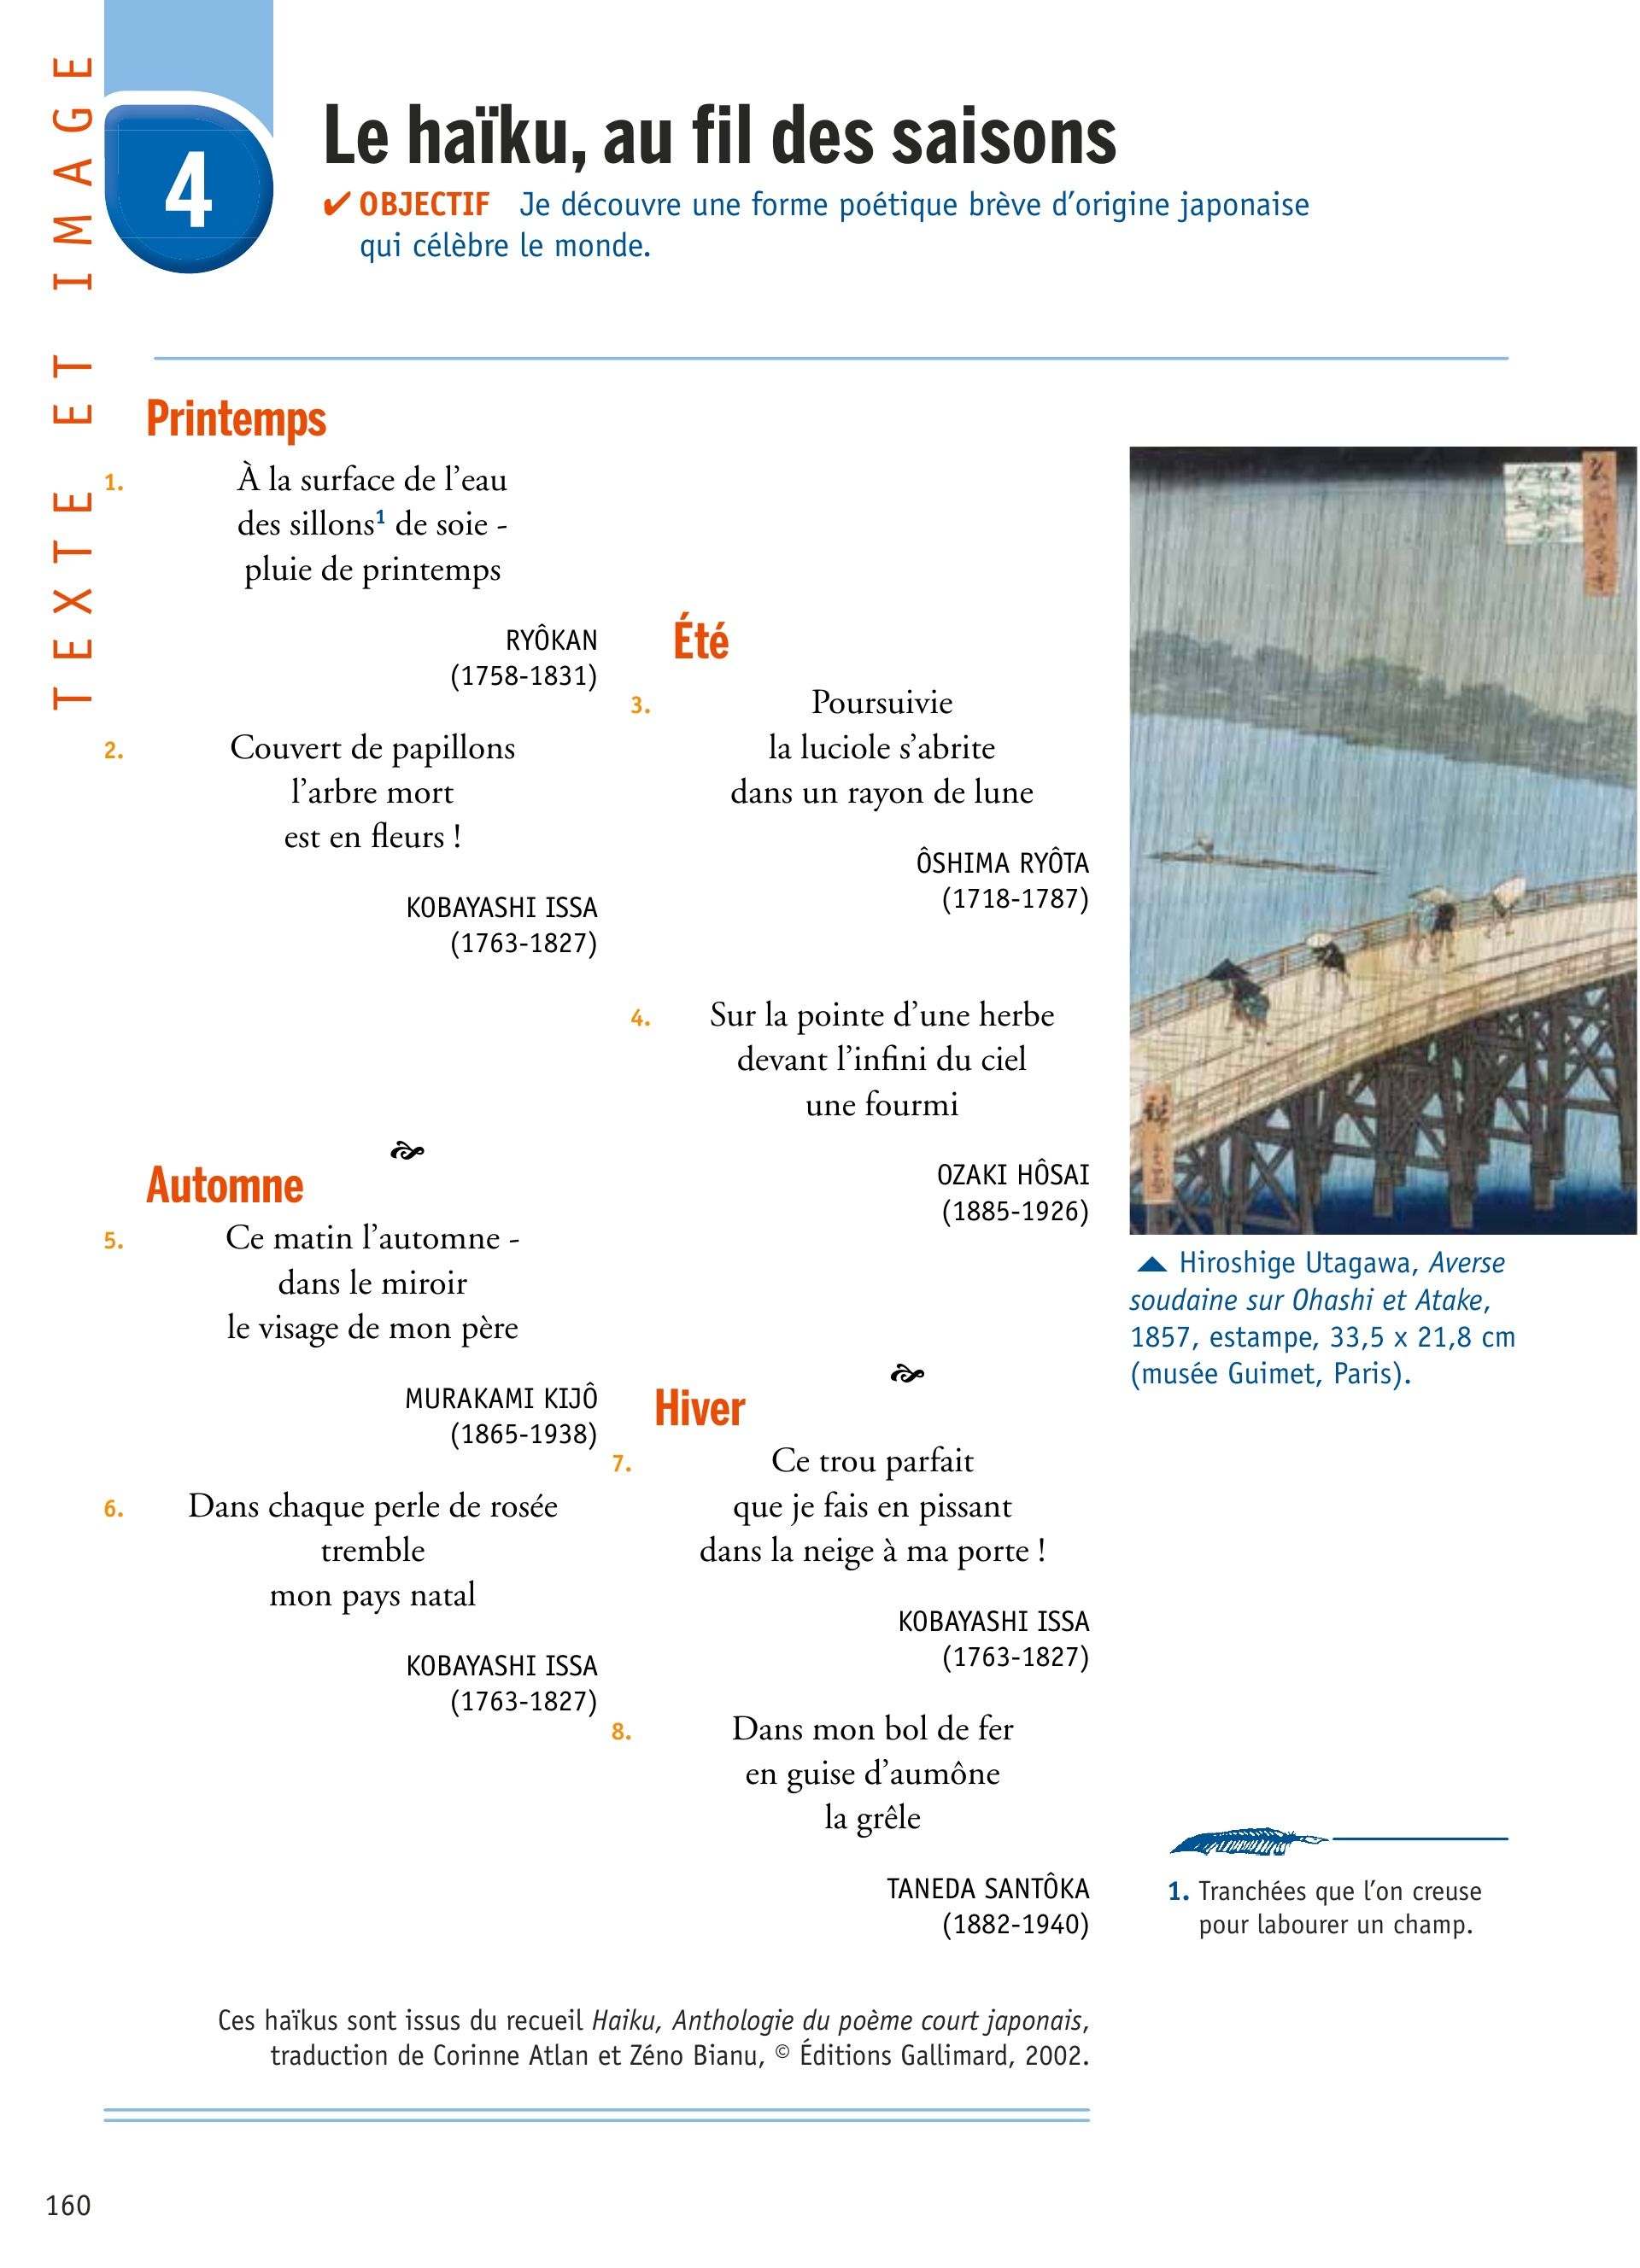 TEXTE ET IMAGE
4
Le haïku, au fil des saisons
✔ OBJECTIF Je découvre une forme poétique brève d’origine japonaise
qui célèbre le monde.
Printemps
1. À la surface de l’eau
des sillons¹ de soie -
pluie de printemps
RYÔKAN
(1758-1831)
2. Couvert de papillons
l’arbre mort
est en fleurs !
KOBAYASHI ISSA
(1763-1827)
Été
3. Poursuivie
la luciole s’abrite
dans un rayon de lune
ÔSHIMA RYÔTA
(1718-1787)
4. Sur la pointe d’une herbe
devant l’infini du ciel
une fourmi
OZAKI HÔSAI
(1885-1926)
Automne
5. Ce matin l’automne -
dans le miroir
le visage de mon père
MURAKAMI KIJÔ
(1865-1938)
6. Dans chaque perle de rosée
tremble
mon pays natal
KOBAYASHI ISSA
(1763-1827)
Hiver
7. Ce trou parfait
que je fais en pissant
dans la neige à ma porte !
KOBAYASHI ISSA
(1763-1827)
8. Dans mon bol de fer
en guise d’aumône
la grêle
TANEDA SANTÔKA
(1882-1940)
Ces haïkus sont issus du recueil Haiku, Anthologie du poème court japonais,
traduction de Corinne Atlan et Zéno Bianu, © Éditions Gallimard, 2002.
Hiroshige Utagawa, Averse
soudaine sur Ohashi et Atake,
1857, estampe, 33,5 x 21,8 cm
(musée Guimet, Paris).
1. Tranchées que l’on creuse
pour labourer un champ.
160